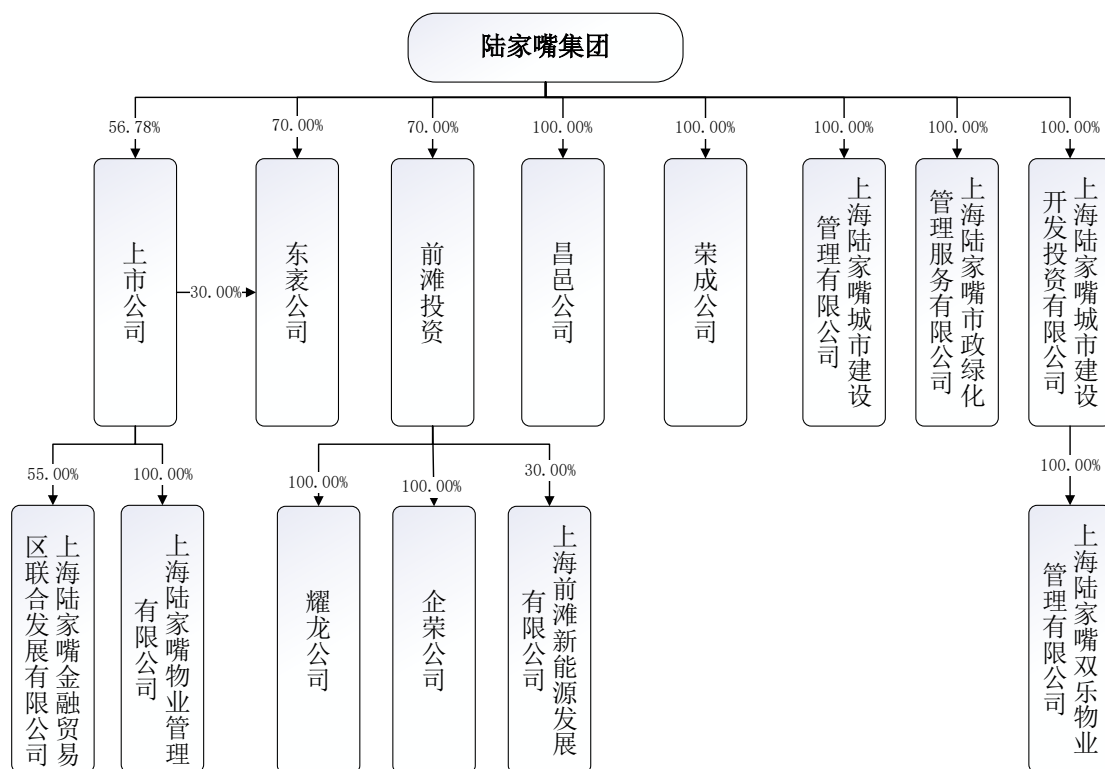 陆家嘴集团
56.78%
70.00%
70.00%
100.00%
100.00%
100.00%
100.00%
100.00%
上市公司
30.00%
东袤公司
前滩投资
昌邑公司
荣成公司
上海陆家嘴城市建设
管理有限公司
上海陆家嘴市政绿化
管理服务有限公司
上海陆家嘴城市建设
开发投资有限公司
55.00%
100.00%
100.00%
100.00%
30.00%
100.00%
上海陆家嘴金融贸易
区联合发展有限公司
上海陆家嘴物业管理
有限公司
耀龙公司
企荣公司
上海前滩新能源发展
有限公司
上海陆家嘴双乐物业
管理有限公司